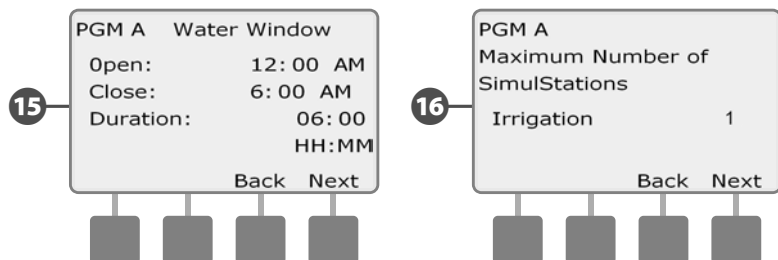 PGM A Water Window
Open: 12:00 AM
Close: 6:00 AM
Duration: 06:00
HH:MM
Back Next
15
PGM A
Maximum Number of
SimulStations
Irrigation 1
Back Next
16